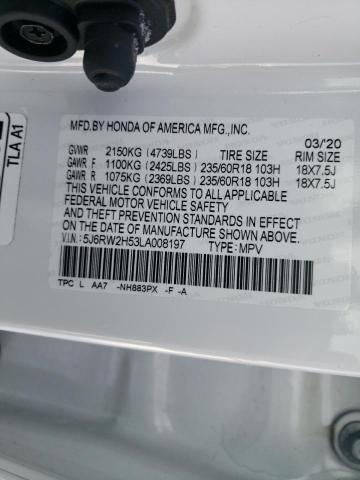 MFD.BY HONDA OF AMERICA MFG.,INC.
03/'20
GVWR 2150KG (4739LBS) TIRE SIZE RIM SIZE
GAWR F 1100KG (2425LBS) 235/60R18 103H 18X7.5J
GAWR R 1075KG (2369LBS) 235/60R18 103H 18X7.5J
THIS VEHICLE CONFORMS TO ALL APPLICABLE
FEDERAL MOTOR VEHICLE SAFETY AND
THEFT PREVENTION STANDARDS IN EFFECT ON
THE DATE OF MANUFACTURE SHOWN ABOVE.
V.I.N: 5J6RW2H53LA008197 TYPE: MPV
TPC L AA7 -NH883PX -F -A
TLA A1